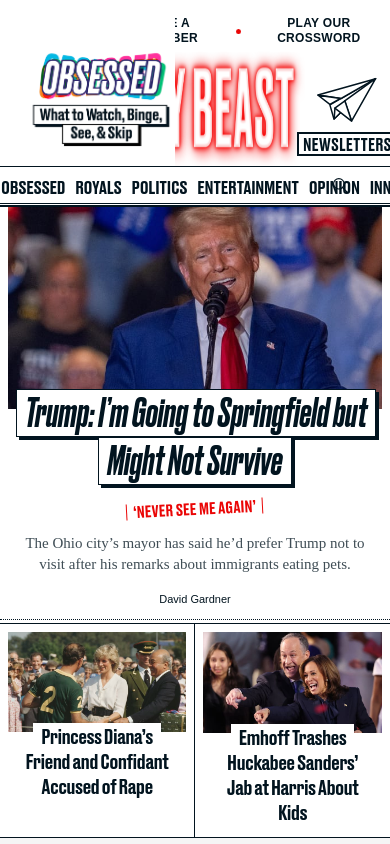 E A
BER
PLAY OUR
CROSSWORD
OBSESSED
What to Watch, Binge,
See, & Skip
Y BEAST
NEWSLETTERS
OBSESSED ROYALS POLITICS ENTERTAINMENT OPINION INN
Trump: I’m Going to Springfield but
Might Not Survive
‘NEVER SEE ME AGAIN’
The Ohio city’s mayor has said he’d prefer Trump not to
visit after his remarks about immigrants eating pets.
David Gardner
Princess Diana’s
Friend and Confidant
Accused of Rape
Emhoff Trashes
Huckabee Sanders’
Jab at Harris About
Kids
2